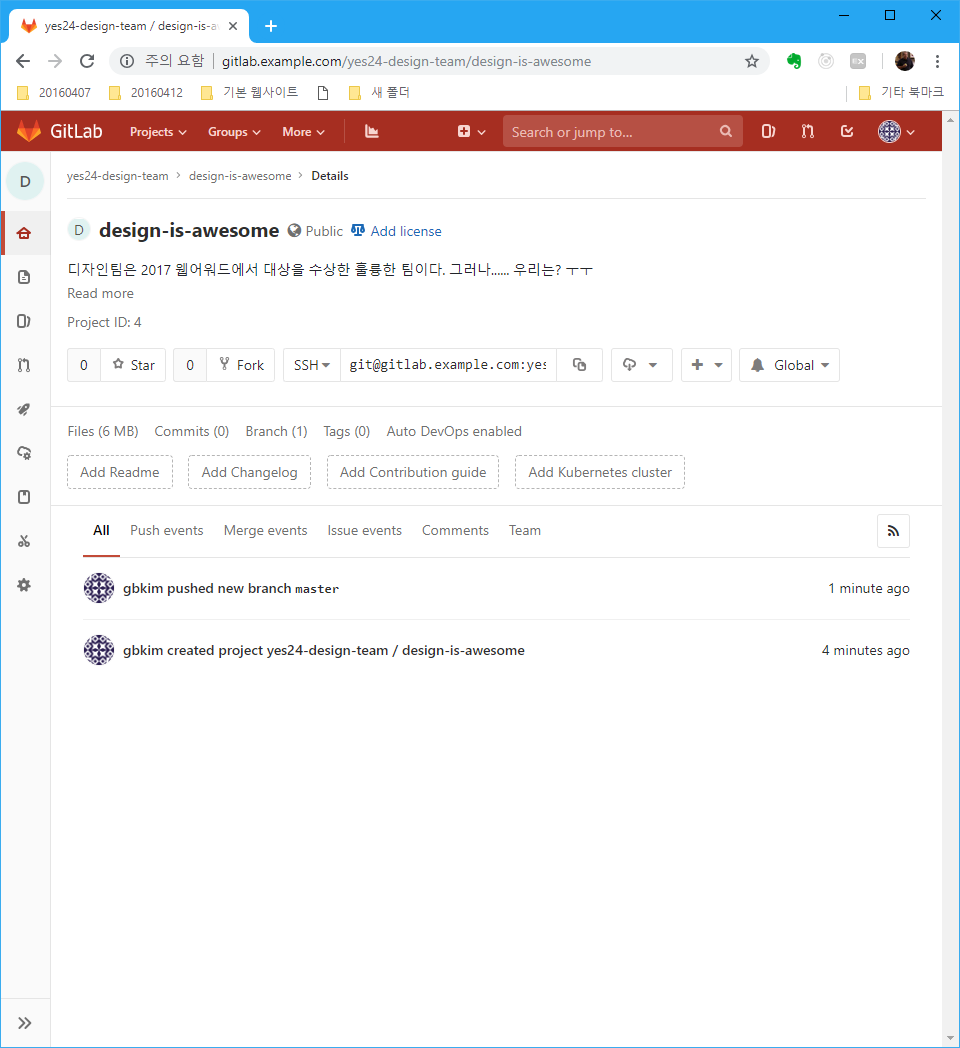 yes24-design-team / design-is-a
주의 요함 | gitlab.example.com/yes24-design-team/design-is-awesome
20160407 20160412 기본 웹사이트 새 폴더 기타 북마크
GitLab Projects Groups More Search or jump to...
D yes24-design-team > design-is-awesome > Details
D design-is-awesome Public Add license
디자인팀은 2017 웹어워드에서 대상을 수상한 훌륭한 팀이다. 그러나...... 우리는? ㅜㅜ
Read more
Project ID: 4
0 Star 0 Fork SSH git@gitlab.example.com:yes Global
Files (6 MB) Commits (0) Branch (1) Tags (0) Auto DevOps enabled
Add Readme Add Changelog Add Contribution guide Add Kubernetes cluster
All Push events Merge events Issue events Comments Team
gbkim pushed new branch master 1 minute ago
gbkim created project yes24-design-team / design-is-awesome 4 minutes ago